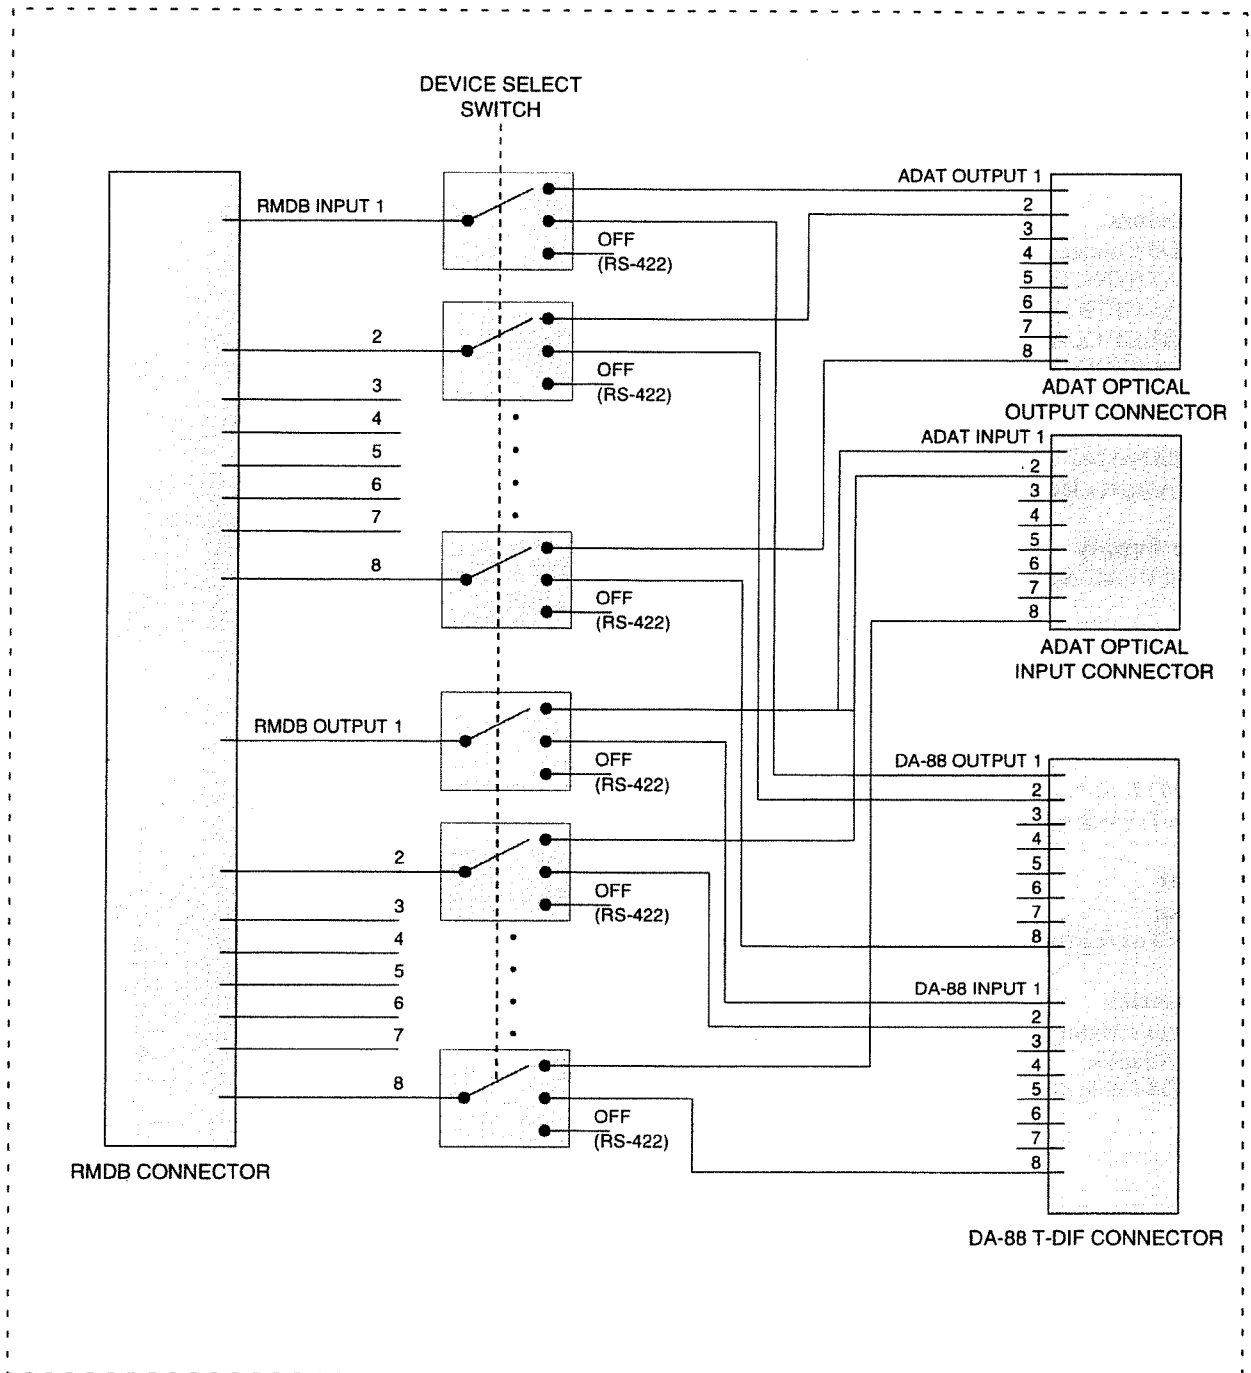 DEVICE SELECT
SWITCH
RMDB INPUT 1
2
3
4
5
6
7
8
RMDB OUTPUT 1
2
3
4
5
6
7
8
RMDB CONNECTOR
OFF
(RS-422)
OFF
(RS-422)
OFF
(RS-422)
OFF
(RS-422)
OFF
(RS-422)
OFF
(RS-422)
ADAT OUTPUT 1
2
3
4
5
6
7
8
ADAT OPTICAL
OUTPUT CONNECTOR
ADAT INPUT 1
2
3
4
5
6
7
8
ADAT OPTICAL
INPUT CONNECTOR
DA-88 OUTPUT 1
2
3
4
5
6
7
8
DA-88 INPUT 1
2
3
4
5
6
7
8
DA-88 T-DIF CONNECTOR